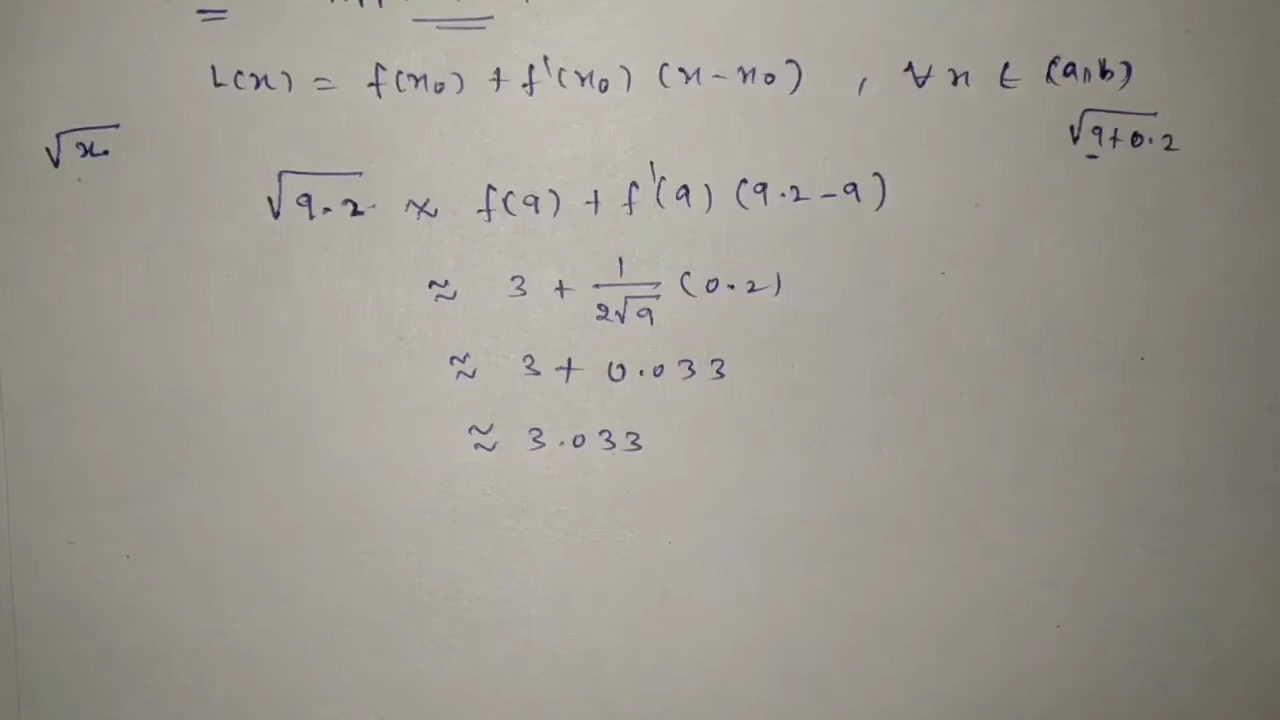 =
L(x) = f(x₀) + f'(x₀) (x - x₀) , ∀ x ∈ (a,b)
√x
√9+0.2
√9.2 ≈ f(9) + f'(9) (9.2 - 9)
≈ 3 + 1/(2√9) (0.2)
≈ 3 + 0.033
≈ 3.033